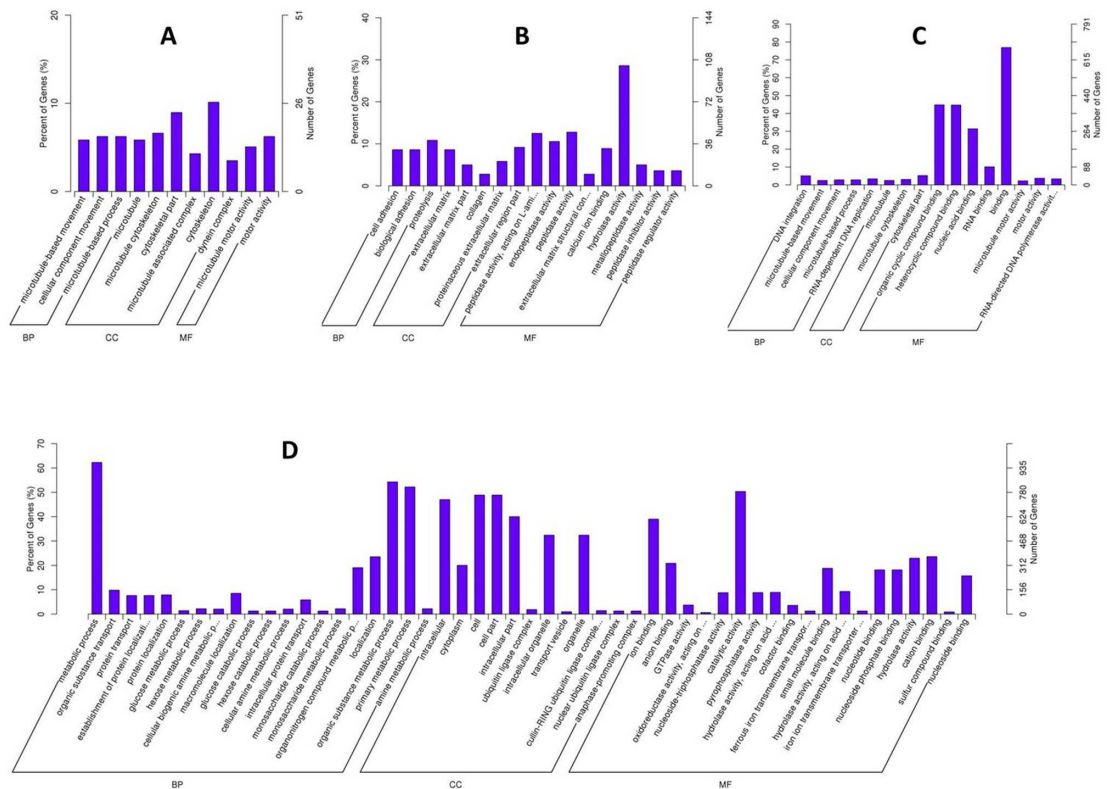 A
Percent of Genes (%)
20
10
0
51
26
0
Number of Genes
microtubule-based movement
cellular component movement
microtubule-based process
microtubule
microtubule cytoskeleton
cytoskeletal part
microtubule associated complex
cytoskeleton
dynein complex
microtubule motor activity
motor activity
BP
CC
MF
B
Percent of Genes (%)
40
30
20
10
0
144
108
72
36
0
Number of Genes
cell adhesion
biological adhesion
proteolysis
extracellular matrix
extracellular matrix part
collagen
proteinaceous extracellular matrix
extracellular region part
peptidase activity, acting on L-ami...
endopeptidase activity
peptidase activity
extracellular matrix structural con...
calcium ion binding
hydrolase activity
metallopeptidase activity
peptidase inhibitor activity
peptidase regulator activity
BP
CC
MF
C
Percent of Genes (%)
90
80
70
60
50
40
30
20
10
0
791
703
615
527
440
352
264
176
88
0
Number of Genes
DNA integration
microtubule-based movement
cellular component movement
microtubule-based process
RNA-dependent DNA replication
microtubule
microtubule cytoskeleton
cytoskeletal part
organic cyclic compound binding
heterocyclic compound binding
nucleic acid binding
RNA binding
binding
microtubule motor activity
motor activity
RNA-directed DNA polymerase activit...
BP
CC
MF
D
Percent of Genes (%)
70
60
50
40
30
20
10
0
935
780
624
468
312
156
0
Number of Genes
metabolic process
organic substance transport
protein transport
establishment of protein localizati...
protein localization
glucose metabolic process
hexose metabolic process
cellular biogenic amine metabolic p...
macromolecule localization
glucose catabolic process
hexose catabolic process
cellular amine metabolic process
intracellular protein transport
monosaccharide catabolic process
monosaccharide metabolic process
organonitrogen compound metabolic p...
localization
organic substance metabolic process
primary metabolic process
amine metabolic process
intracellular
cytoplasm
cell
cell part
intracellular part
ubiquitin ligase complex
intracellular organelle
transport vesicle
organelle
cullin-RING ubiquitin ligase comple...
nuclear ubiquitin ligase complex
anaphase-promoting complex
ion binding
anion binding
GTPase activity
oxidoreductase activity, acting on ...
nucleoside-triphosphatase activity
catalytic activity
pyrophosphatase activity
hydrolase activity, acting on acid ...
cofactor binding
ferrous iron transmembrane transpor...
small molecule binding
hydrolase activity, acting on acid ...
iron ion transmembrane transporter ...
nucleotide binding
nucleoside phosphate binding
hydrolase activity
cation binding
sulfur compound binding
nucleoside binding
BP
CC
MF